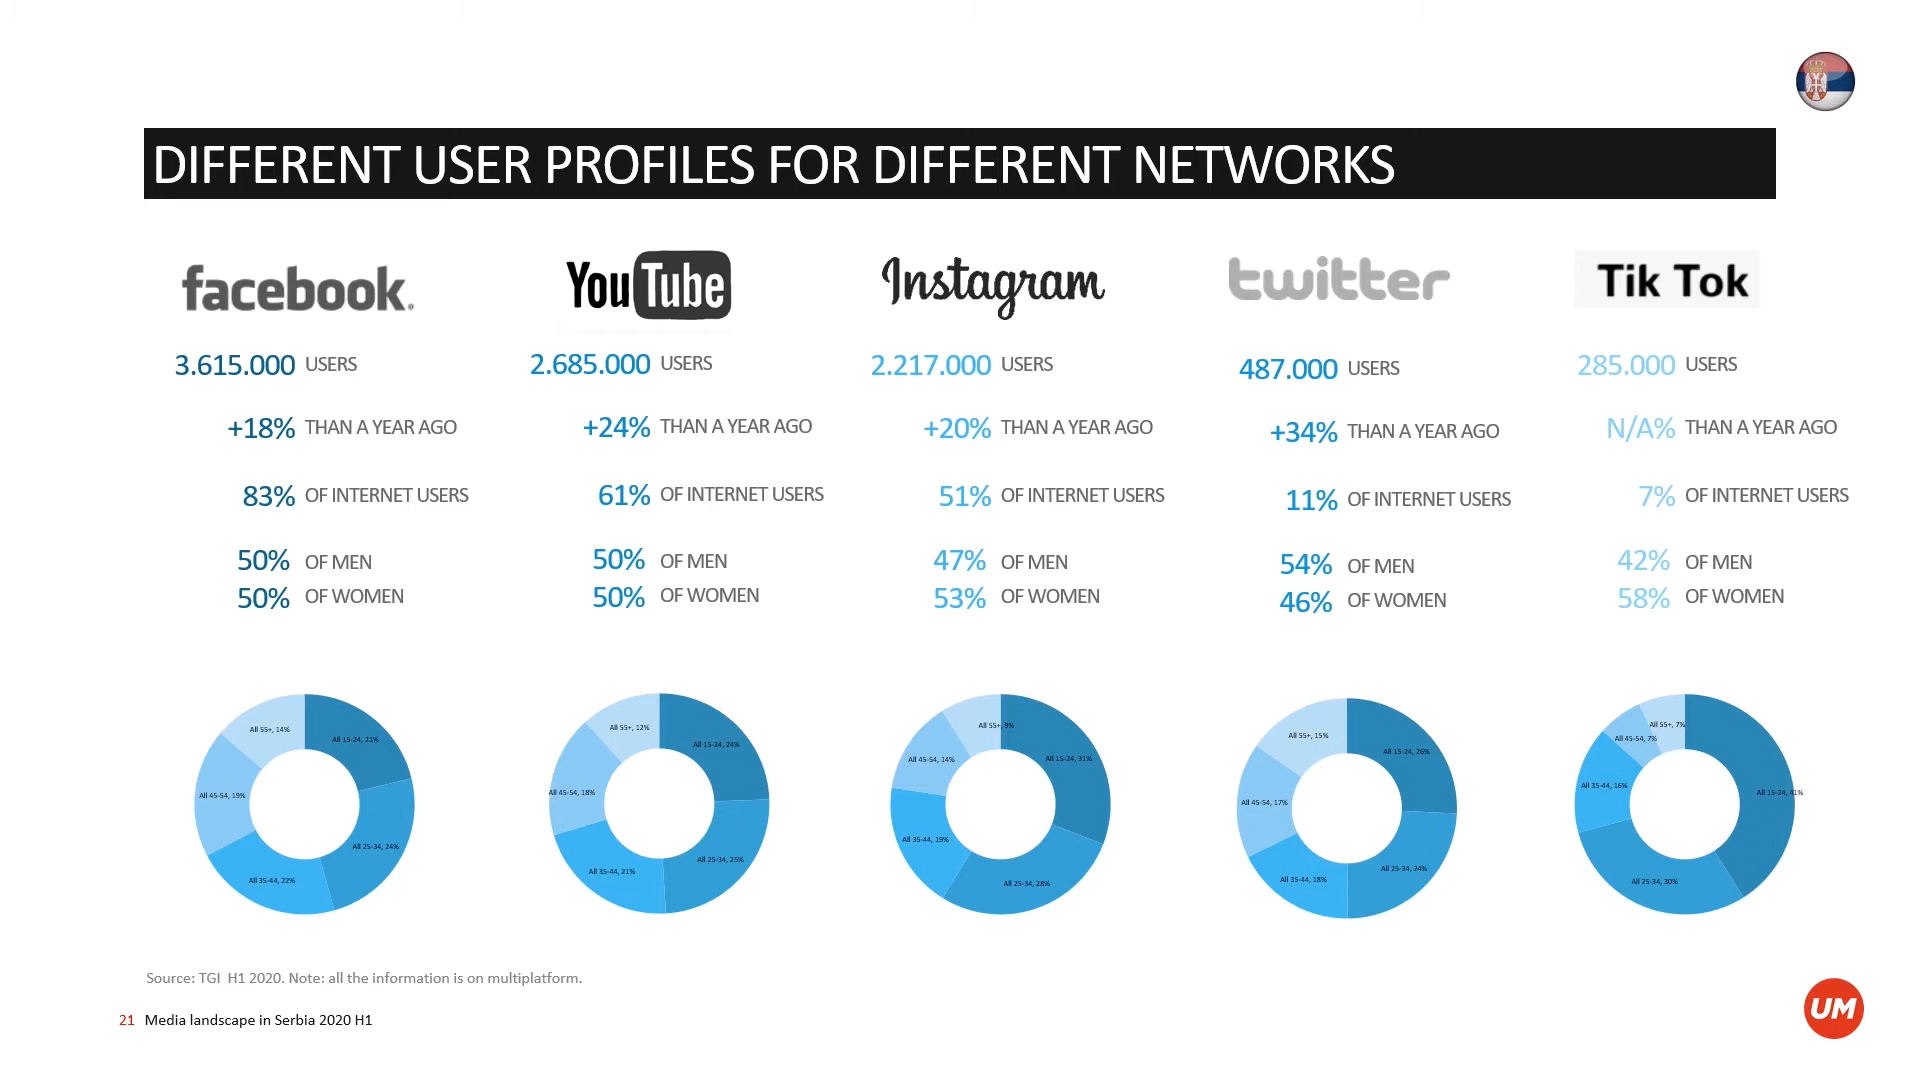 DIFFERENT USER PROFILES FOR DIFFERENT NETWORKS
facebook.
3.615.000 USERS
+18% THAN A YEAR AGO
83% OF INTERNET USERS
50% OF MEN
50% OF WOMEN
All 55+, 14%
All 15-24, 21%
All 45-54, 19%
All 25-34, 24%
All 35-44, 22%
YouTube
2.685.000 USERS
+24% THAN A YEAR AGO
61% OF INTERNET USERS
50% OF MEN
50% OF WOMEN
All 55+, 12%
All 15-24, 24%
All 45-54, 18%
All 25-34, 25%
All 35-44, 21%
Instagram
2.217.000 USERS
+20% THAN A YEAR AGO
51% OF INTERNET USERS
47% OF MEN
53% OF WOMEN
All 55+, 9%
All 15-24, 31%
All 45-54, 14%
All 35-44, 19%
All 25-34, 28%
twitter
487.000 USERS
+34% THAN A YEAR AGO
11% OF INTERNET USERS
54% OF MEN
46% OF WOMEN
All 55+, 15%
All 15-24, 26%
All 45-54, 17%
All 25-34, 24%
All 35-44, 18%
Tik Tok
285.000 USERS
N/A% THAN A YEAR AGO
7% OF INTERNET USERS
42% OF MEN
58% OF WOMEN
All 55+, 7%
All 45-54, 7%
All 35-44, 16%
All 15-24, 41%
All 25-34, 30%
Source: TGI H1 2020. Note: all the information is on multiplatform.
21 Media landscape in Serbia 2020 H1
UM